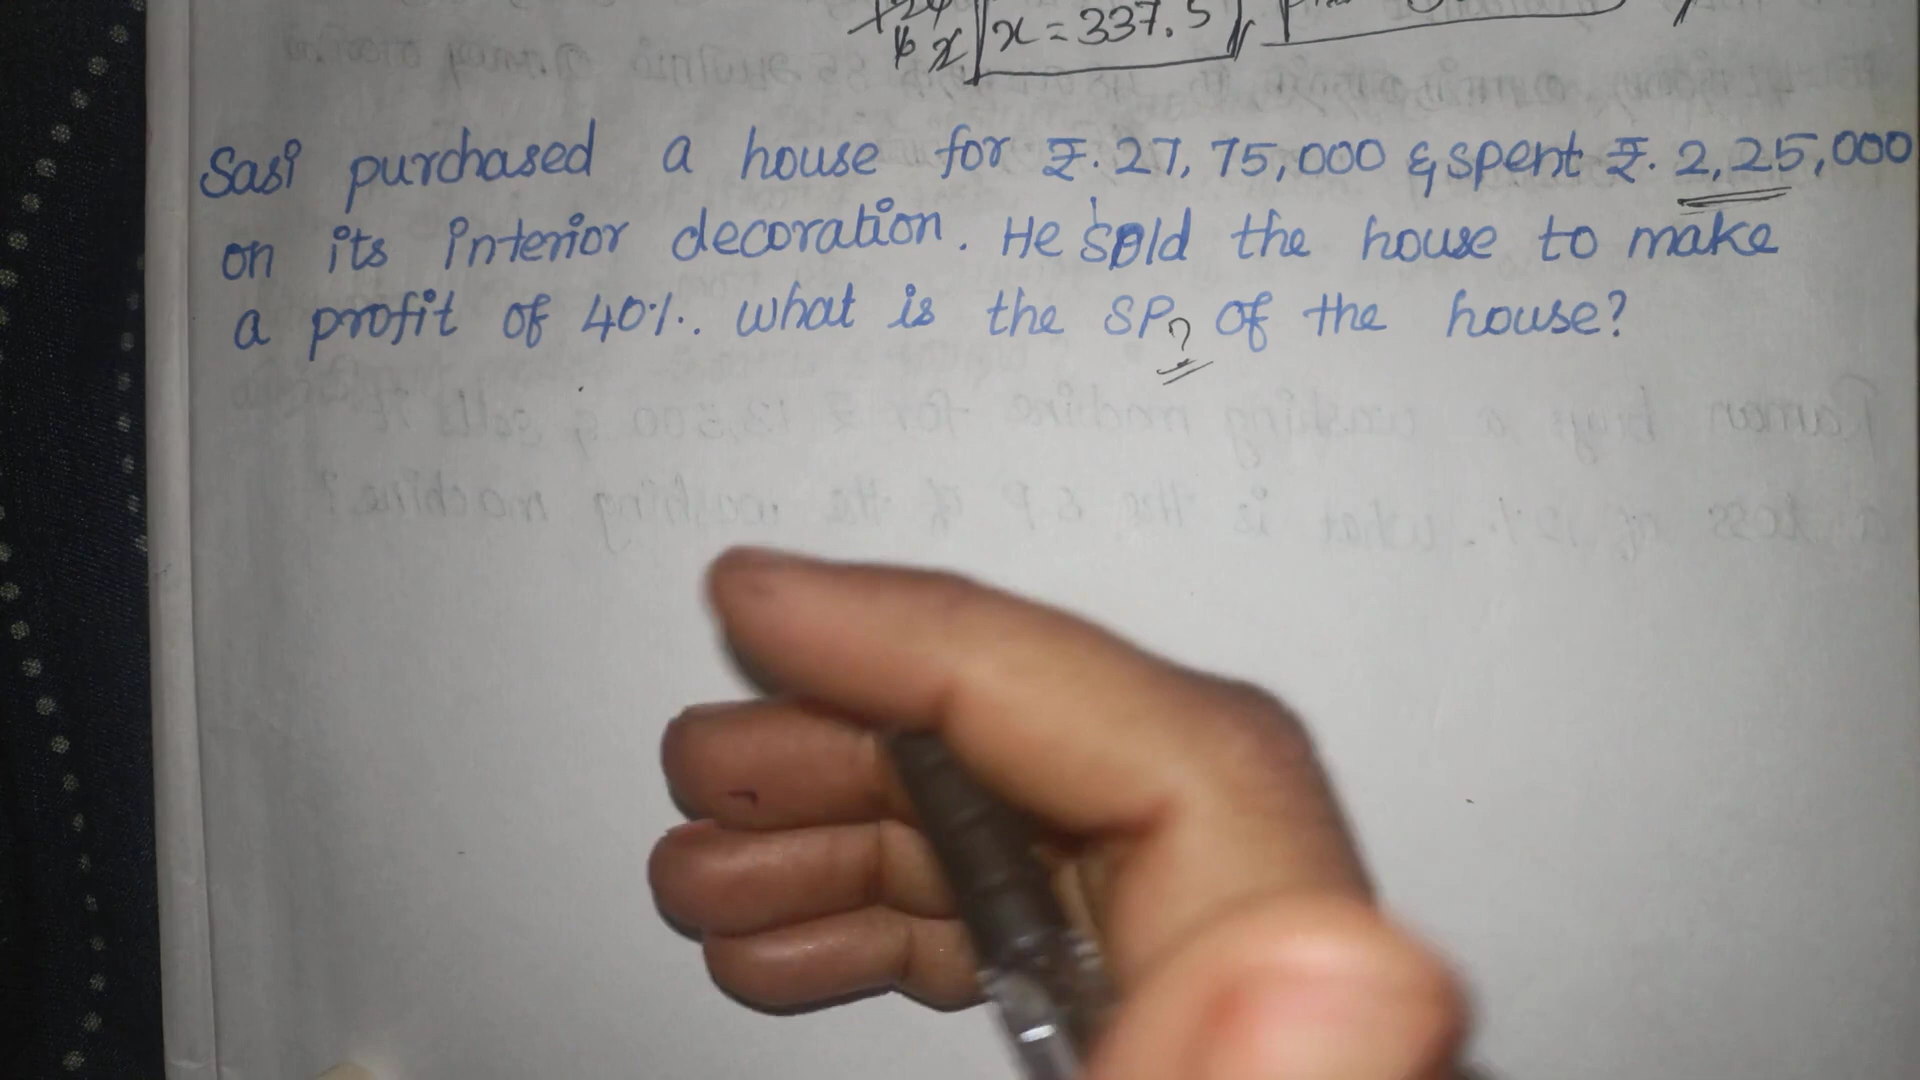 x = 337.5
Sasi purchased a house for ₹. 27,75,000 & spent ₹. 2,25,000
on its interior decoration. He sold the house to make
a profit of 40%. what is the SP? of the house?